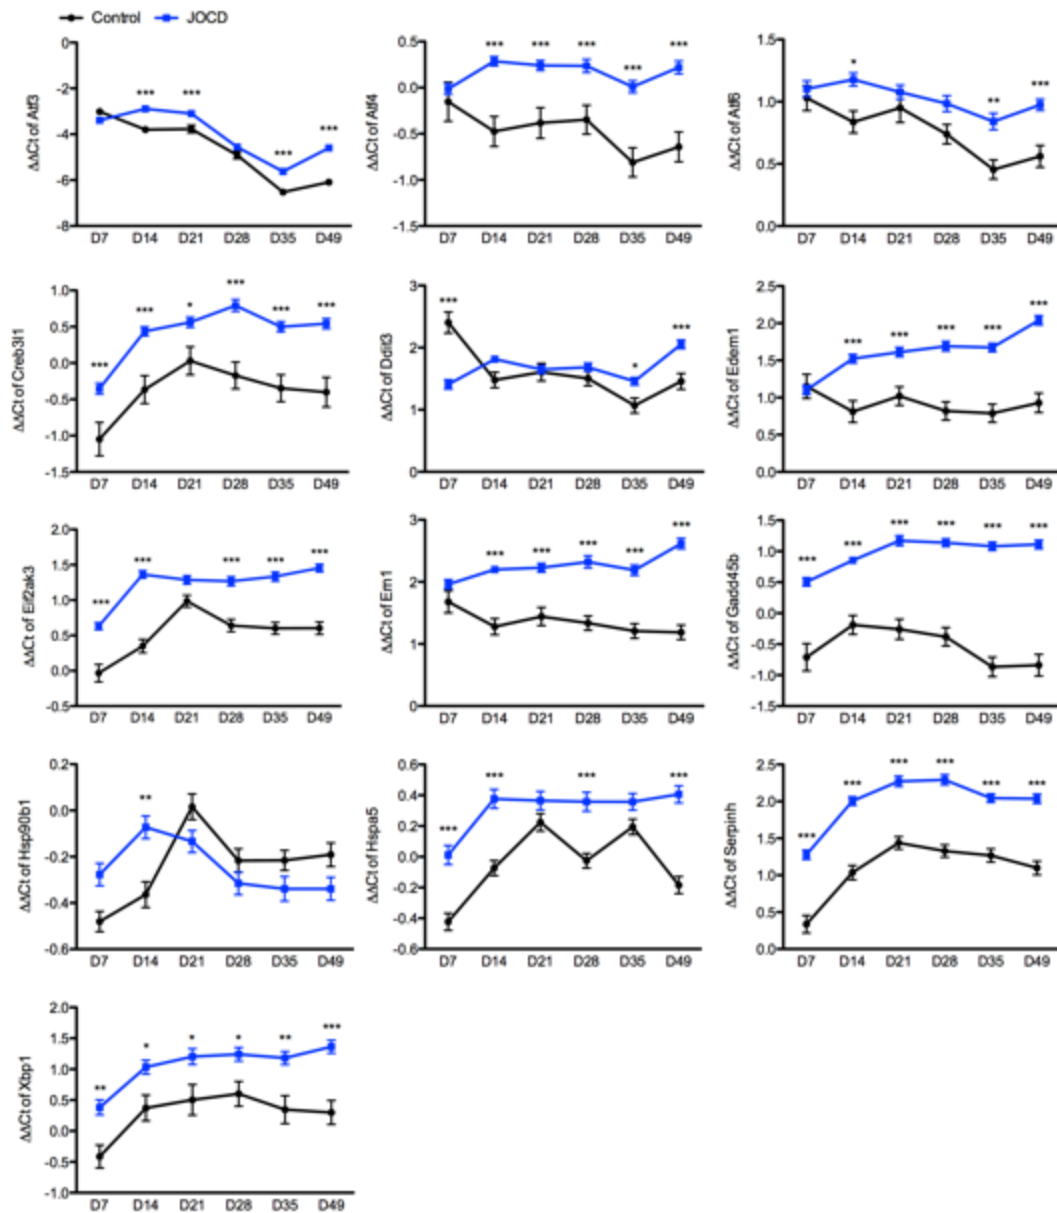 Control JOCD
ΔΔCt of Atf3
0
-2
-4
-6
-8
*** *** *** ***
D7 D14 D21 D28 D35 D49
ΔΔCt of Atf4
0.5
0.0
-0.5
-1.0
-1.5
*** *** *** *** ***
D7 D14 D21 D28 D35 D49
ΔΔCt of Atf6
1.5
1.0
0.5
0.0
* ** ***
D7 D14 D21 D28 D35 D49
ΔΔCt of Creb3l1
1.0
0.5
0.0
-0.5
-1.0
-1.5
*** *** * *** *** ***
D7 D14 D21 D28 D35 D49
ΔΔCt of Ddit3
3
2
1
0
*** * ***
D7 D14 D21 D28 D35 D49
ΔΔCt of Edem1
2.5
2.0
1.5
1.0
0.5
0.0
*** *** *** *** ***
D7 D14 D21 D28 D35 D49
ΔΔCt of Eif2ak3
2.0
1.5
1.0
0.5
0.0
-0.5
*** *** *** *** ***
D7 D14 D21 D28 D35 D49
ΔΔCt of Ern1
3
2
1
0
*** *** *** *** ***
D7 D14 D21 D28 D35 D49
ΔΔCt of Gadd45b
1.5
1.0
0.5
0.0
-0.5
-1.0
-1.5
*** *** *** *** *** ***
D7 D14 D21 D28 D35 D49
ΔΔCt of Hsp90b1
0.2
0.0
-0.2
-0.4
-0.6
**
D7 D14 D21 D28 D35 D49
ΔΔCt of Hspa5
0.6
0.4
0.2
0.0
-0.2
-0.4
-0.6
*** *** *** ***
D7 D14 D21 D28 D35 D49
ΔΔCt of Serpinh
2.5
2.0
1.5
1.0
0.5
0.0
*** *** *** *** *** ***
D7 D14 D21 D28 D35 D49
ΔΔCt of Xbp1
2.0
1.5
1.0
0.5
0.0
-0.5
-1.0
** * * * ** ***
D7 D14 D21 D28 D35 D49